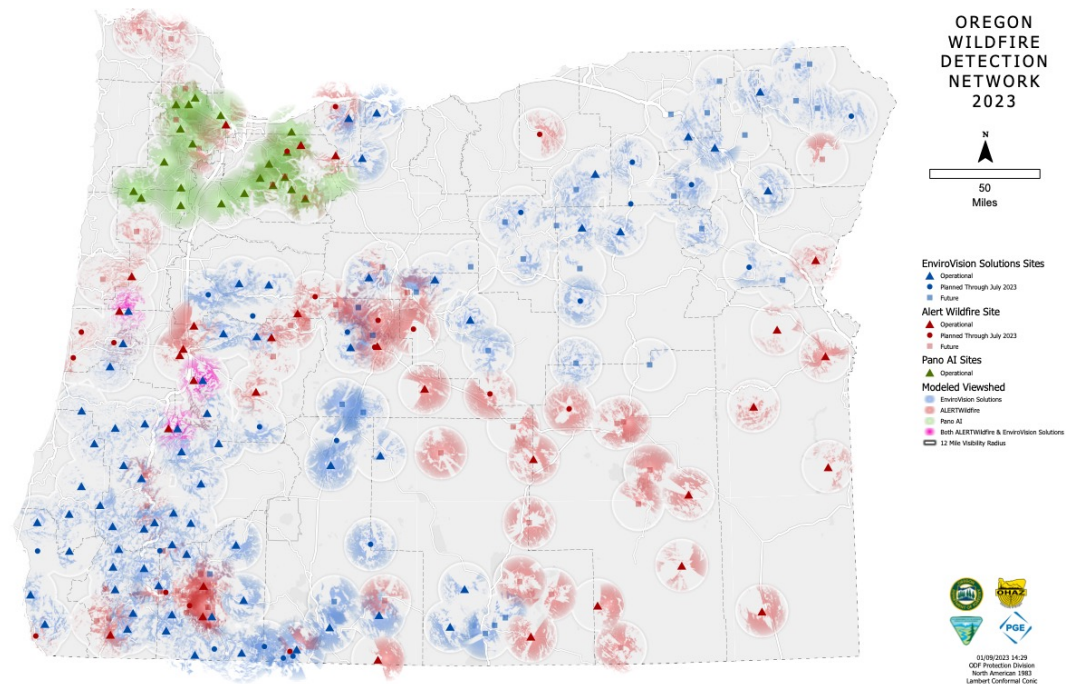 OREGON
WILDFIRE
DETECTION
NETWORK
2023
N
50
Miles
EnviroVision Solutions Sites
Operational
Planned Through July 2023
Future
Alert Wildfire Site
Operational
Planned Through July 2023
Future
Pano AI Sites
Operational
Modeled Viewshed
EnviroVision Solutions
ALERTWildfire
Pano AI
Both ALERTWildfire & EnviroVision Solutions
12 Mile Visibility Radius
OHAZ
PGE
01/09/2023 14:29
ODF Protection Division
North American 1983
Lambert Conformal Conic